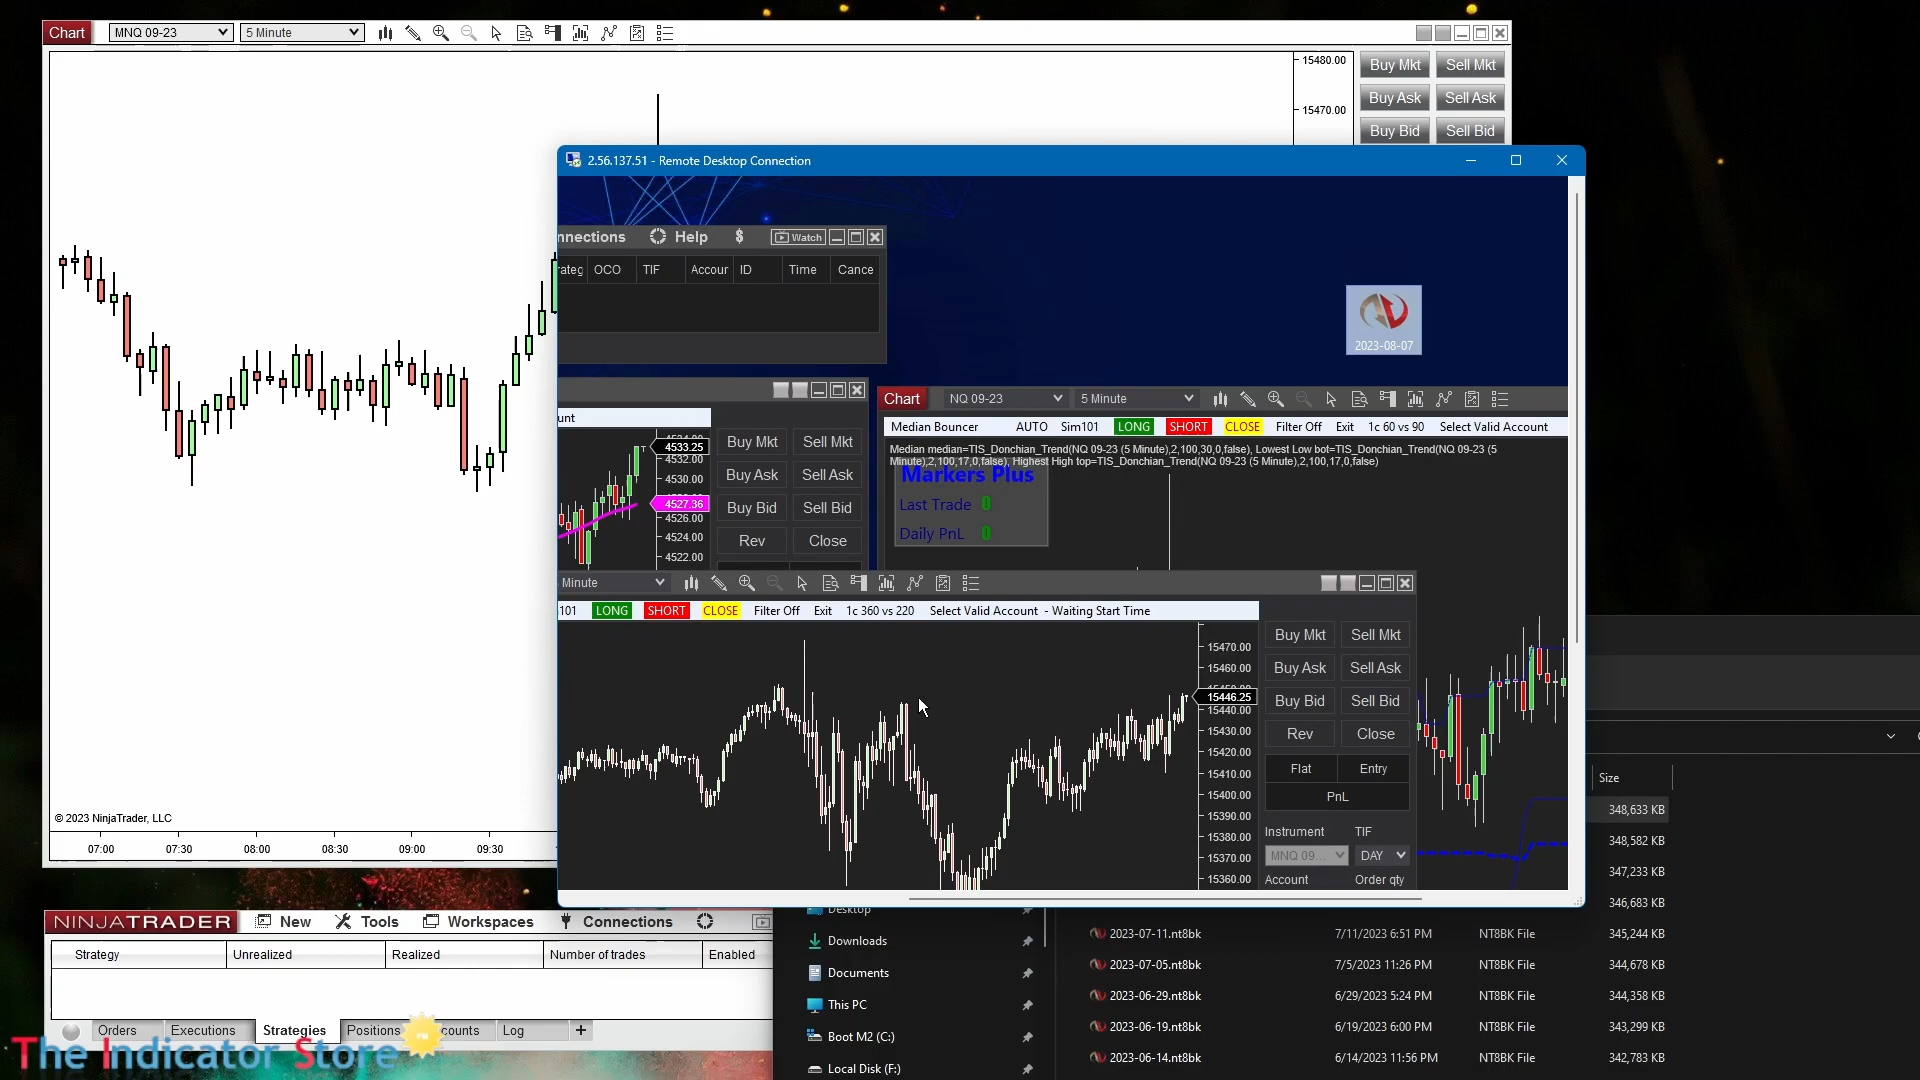 Chart MNQ 09-23 5 Minute
15480.00
15470.00
Buy Mkt Sell Mkt
Buy Ask Sell Ask
Buy Bid Sell Bid
2.56.137.51 - Remote Desktop Connection
nnections Help $ Watch
ateg OCO TIF Accour ID Time Cance
2023-08-07
unt
4533.25
4532.00
4530.00
4527.36
4526.00
4524.00
4522.00
Buy Mkt Sell Mkt
Buy Ask Sell Ask
Buy Bid Sell Bid
Rev Close
Chart NQ 09-23 5 Minute
Median Bouncer AUTO Sim101 LONG SHORT CLOSE Filter Off Exit 1c 60 vs 90 Select Valid Account
Median median=TIS_Donchian_Trend(NQ 09-23 (5 Minute),2,100,30,0,false), Lowest Low bot=TIS_Donchian_Trend(NQ 09-23 (5
Minute),2,100,17,0,false), Highest High top=TIS_Donchian_Trend(NQ 09-23 (5 Minute),2,100,17,0,false)
Markers Plus
Last Trade 0
Daily PnL 0
Minute
101 LONG SHORT CLOSE Filter Off Exit 1c 360 vs 220 Select Valid Account - Waiting Start Time
15470.00
15460.00
15446.25
15440.00
15430.00
15420.00
15410.00
15400.00
15390.00
15380.00
15370.00
15360.00
Buy Mkt Sell Mkt
Buy Ask Sell Ask
Buy Bid Sell Bid
Rev Close
Flat Entry
PnL
Instrument TIF
MNQ 09... DAY
Account Order qty
© 2023 NinjaTrader, LLC
07:00 07:30 08:00 08:30 09:00 09:30
NINJATRADER New Tools Workspaces Connections
Strategy Unrealized Realized Number of trades Enabled
Orders Executions Strategies Positions counts Log +
The Indicator Store
Desktop
Downloads
Documents
This PC
Boot M2 (C:)
Local Disk (F:)
Size
348,633 KB
348,582 KB
347,233 KB
346,683 KB
2023-07-11.nt8bk 7/11/2023 6:51 PM NT8BK File 345,244 KB
2023-07-05.nt8bk 7/5/2023 11:26 PM NT8BK File 344,678 KB
2023-06-29.nt8bk 6/29/2023 5:24 PM NT8BK File 344,358 KB
2023-06-19.nt8bk 6/19/2023 6:00 PM NT8BK File 343,299 KB
2023-06-14.nt8bk 6/14/2023 11:56 PM NT8BK File 342,783 KB